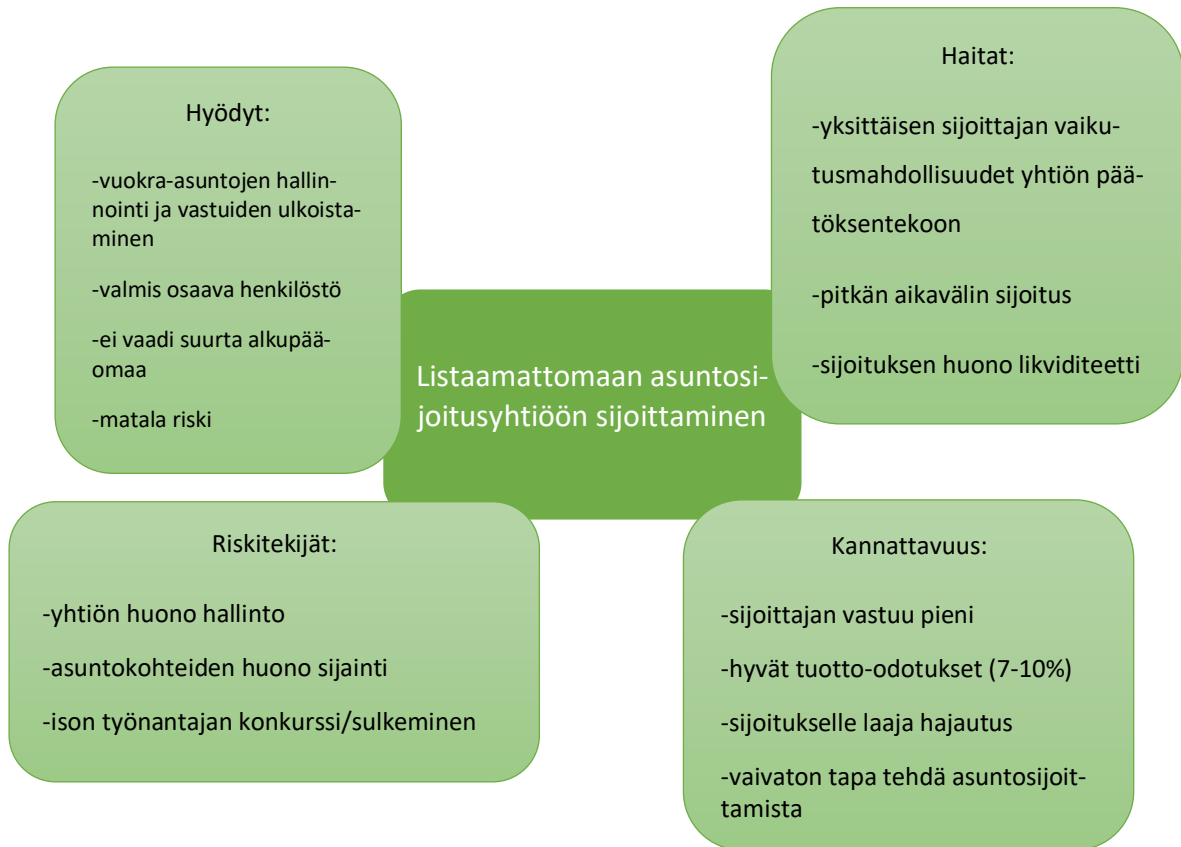 Hyödyt:
-vuokra-asuntojen hallin-
nointi ja vastuiden ulkoista-
minen
-valmis osaava henkilöstö
-ei vaadi suurta alkupää-
omaa
-matala riski
Haitat:
-yksittäisen sijoittajan vaiku-
tusmahdollisuudet yhtiön pää-
töksentekoon
-pitkän aikavälin sijoitus
-sijoituksen huono likviditeetti
Listaamattomaan asuntosi-
joitusyhtiöön sijoittaminen
Riskitekijät:
-yhtiön huono hallinto
-asuntokohteiden huono sijainti
-ison työnantajan konkurssi/sulkeminen
Kannattavuus:
-sijoittajan vastuu pieni
-hyvät tuotto-odotukset (7-10%)
-sijoitukselle laaja hajautus
-vaivaton tapa tehdä asuntosijoit-
tamista